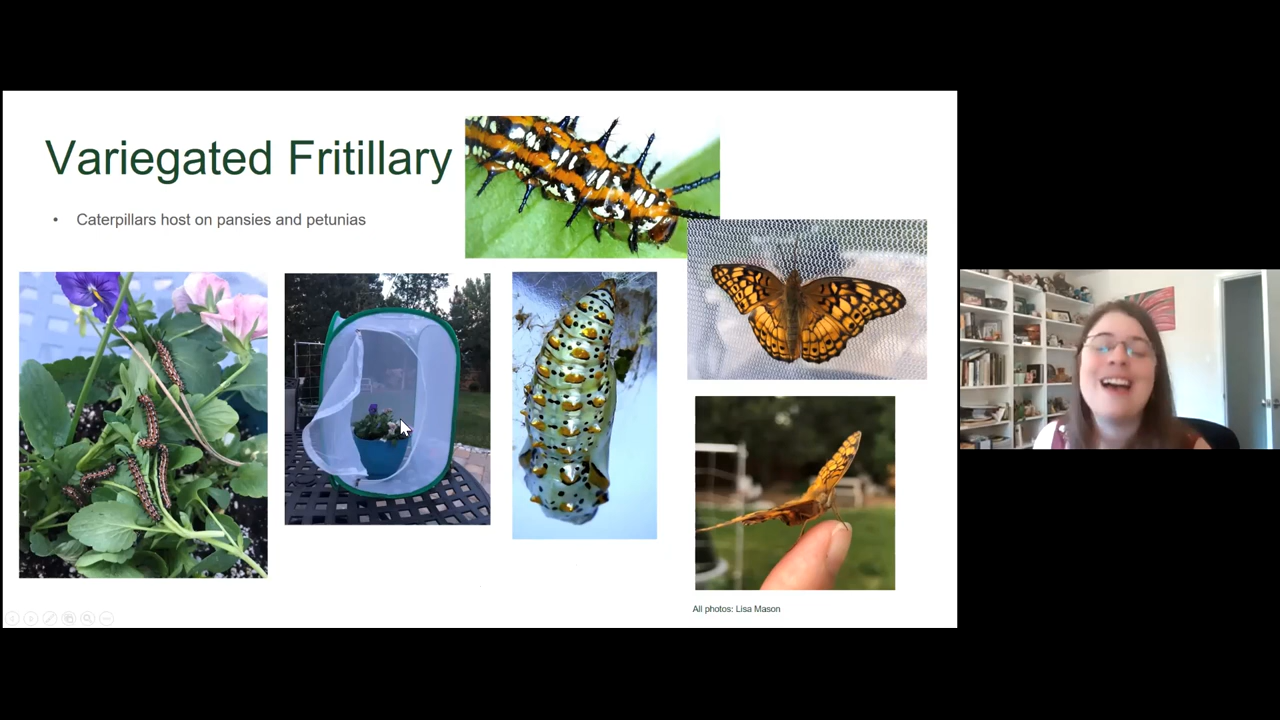 Variegated Fritillary
• Caterpillars host on pansies and petunias
All photos: Lisa Mason